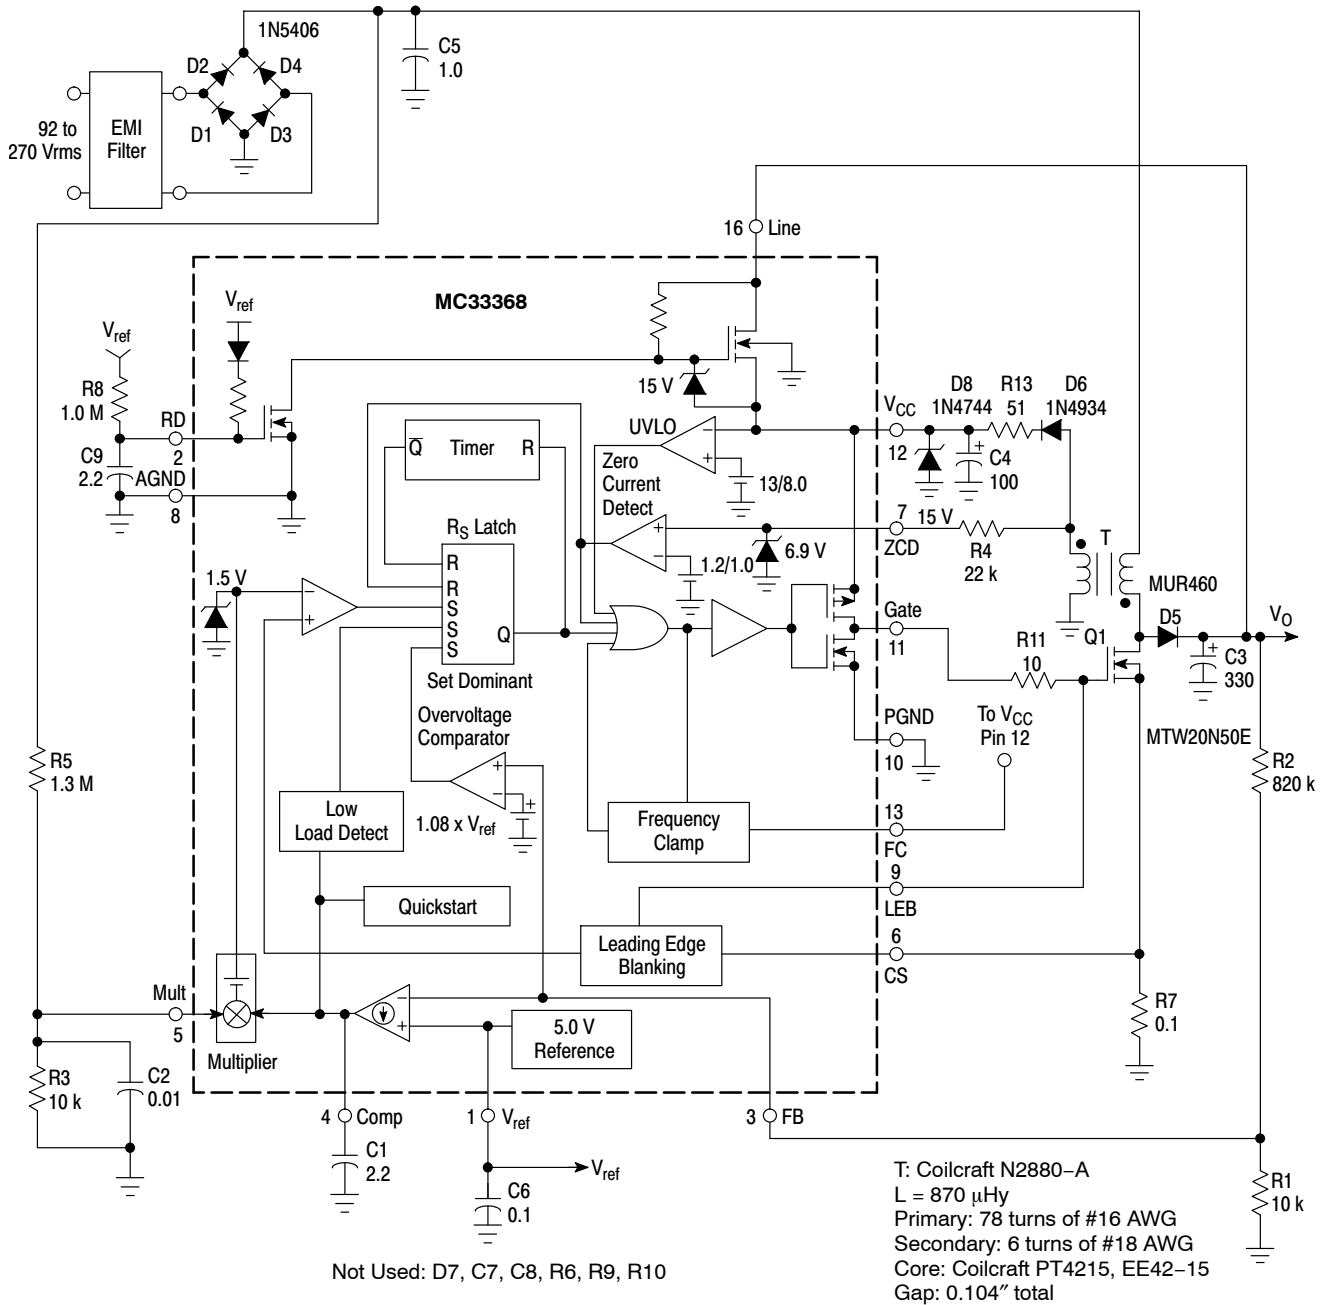 1N5406
D2
D4
C5
1.0
92 to
270 Vrms
EMI
Filter
D1
D3
16
Line
MC33368
Vref
Vref
R8
1.0 M
RD
2
C9
2.2
AGND
8
15 V
UVLO
VCC
12
D8
1N4744
R13
51
D6
1N4934
Q̅
Timer
R
Zero
Current
Detect
13/8.0
+
C4
100
7
15 V
ZCD
R4
22 k
T
RS Latch
R
R
S
S
S
Q
Set Dominant
1.2/1.0
6.9 V
1.5 V
MUR460
Gate
11
R11
10
Q1
D5
VO
+
C3
330
MTW20N50E
Overvoltage
Comparator
PGND
10
To VCC
Pin 12
R5
1.3 M
R2
820 k
Low
Load Detect
1.08 x Vref
+
Frequency
Clamp
13
FC
9
LEB
Quickstart
Leading Edge
Blanking
6
CS
Mult
5
Multiplier
5.0 V
Reference
R7
0.1
R3
10 k
C2
0.01
4
Comp
1
Vref
3
FB
C1
2.2
Vref
C6
0.1
R1
10 k
T: Coilcraft N2880−A
L = 870 μHy
Primary: 78 turns of #16 AWG
Secondary: 6 turns of #18 AWG
Core: Coilcraft PT4215, EE42−15
Gap: 0.104″ total
Not Used: D7, C7, C8, R6, R9, R10